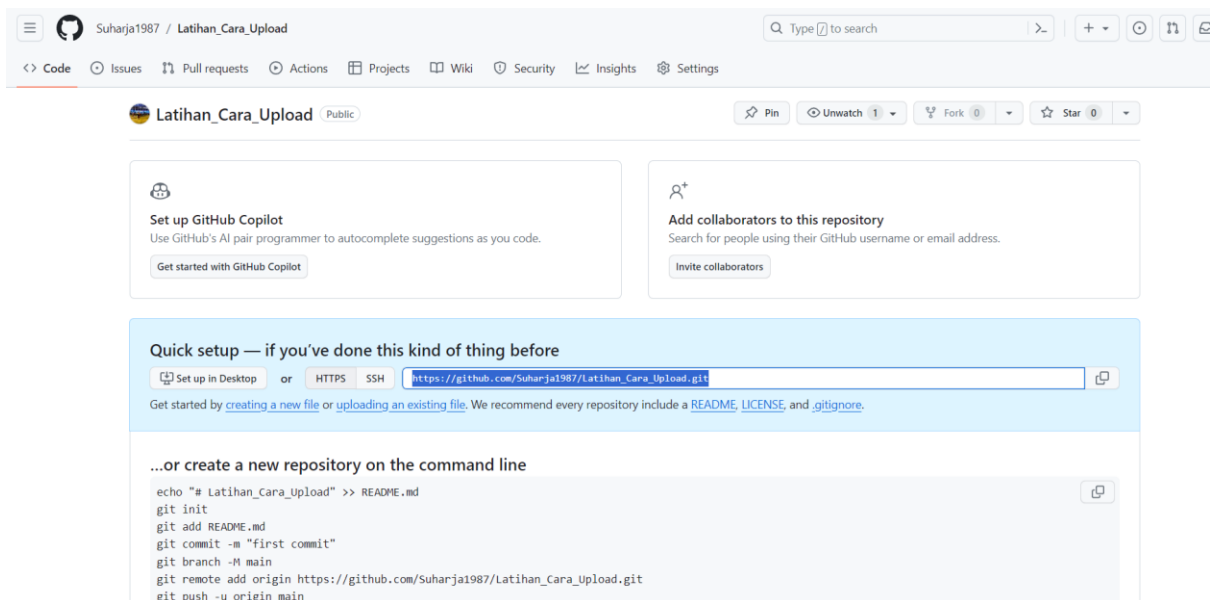 Suharja1987 / Latihan_Cara_Upload
Type / to search
Code Issues Pull requests Actions Projects Wiki Security Insights Settings
Latihan_Cara_Upload Public
Pin Unwatch 1 Fork 0 Star 0
Set up GitHub Copilot
Use GitHub's AI pair programmer to autocomplete suggestions as you code.
Get started with GitHub Copilot
Add collaborators to this repository
Search for people using their GitHub username or email address.
Invite collaborators
Quick setup — if you've done this kind of thing before
Set up in Desktop or HTTPS SSH https://github.com/Suharja1987/Latihan_Cara_Upload.git
Get started by creating a new file or uploading an existing file. We recommend every repository include a README, LICENSE, and .gitignore.
...or create a new repository on the command line
echo "# Latihan_Cara_Upload" >> README.md
git init
git add README.md
git commit -m "first commit"
git branch -M main
git remote add origin https://github.com/Suharja1987/Latihan_Cara_Upload.git
git push -u origin main